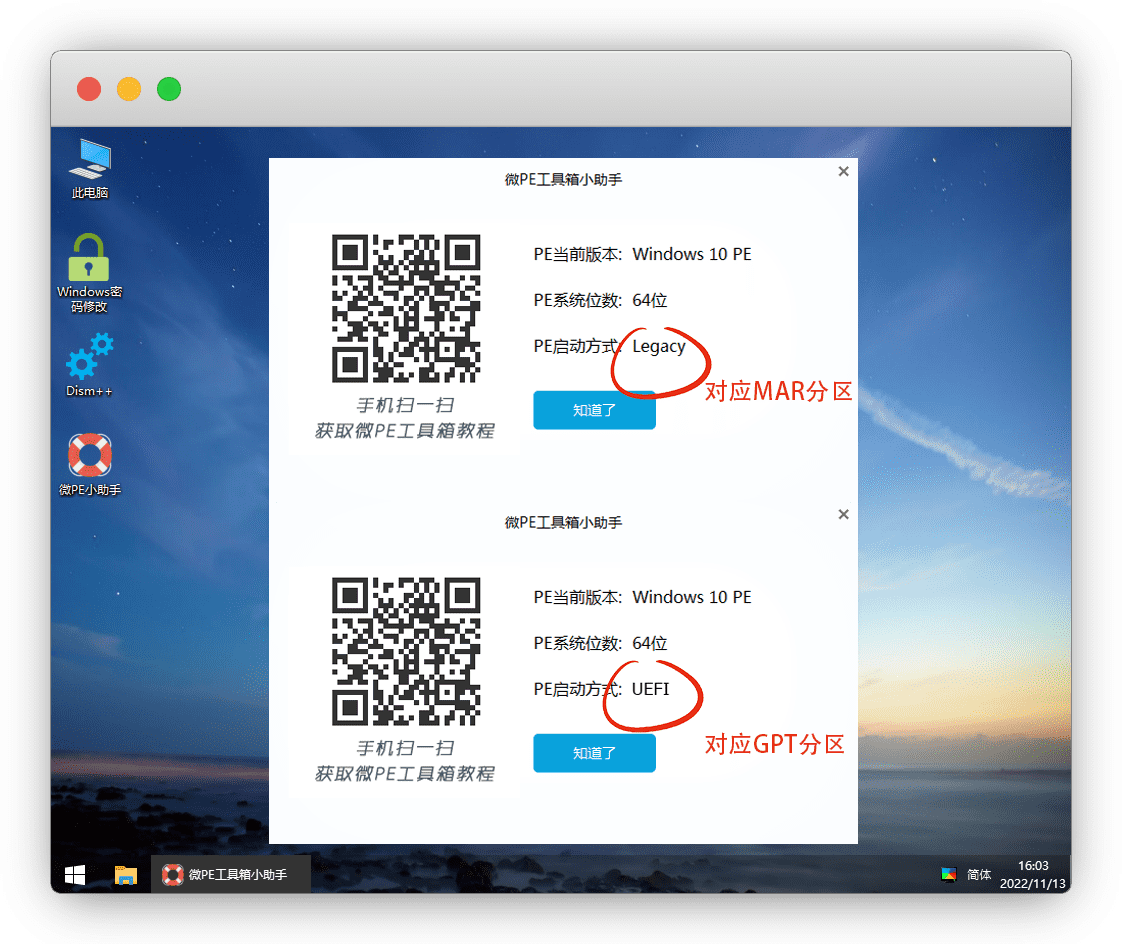 此电脑
Windows密
码修改
Dism++
微PE小助手
微PE工具箱小助手
PE当前版本: Windows 10 PE
PE系统位数: 64位
PE启动方式: Legacy
对应MAR分区
知道了
手机扫一扫
获取微PE工具箱教程
微PE工具箱小助手
PE当前版本: Windows 10 PE
PE系统位数: 64位
PE启动方式: UEFI
对应GPT分区
知道了
手机扫一扫
获取微PE工具箱教程
微PE工具箱小助手
简体
16:03
2022/11/13